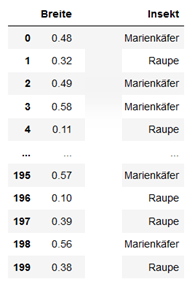 Breite Insekt
0 0.48 Marienkäfer
1 0.32 Raupe
2 0.49 Marienkäfer
3 0.58 Marienkäfer
4 0.11 Raupe
... ... ...
195 0.57 Marienkäfer
196 0.10 Raupe
197 0.39 Raupe
198 0.56 Marienkäfer
199 0.38 Raupe